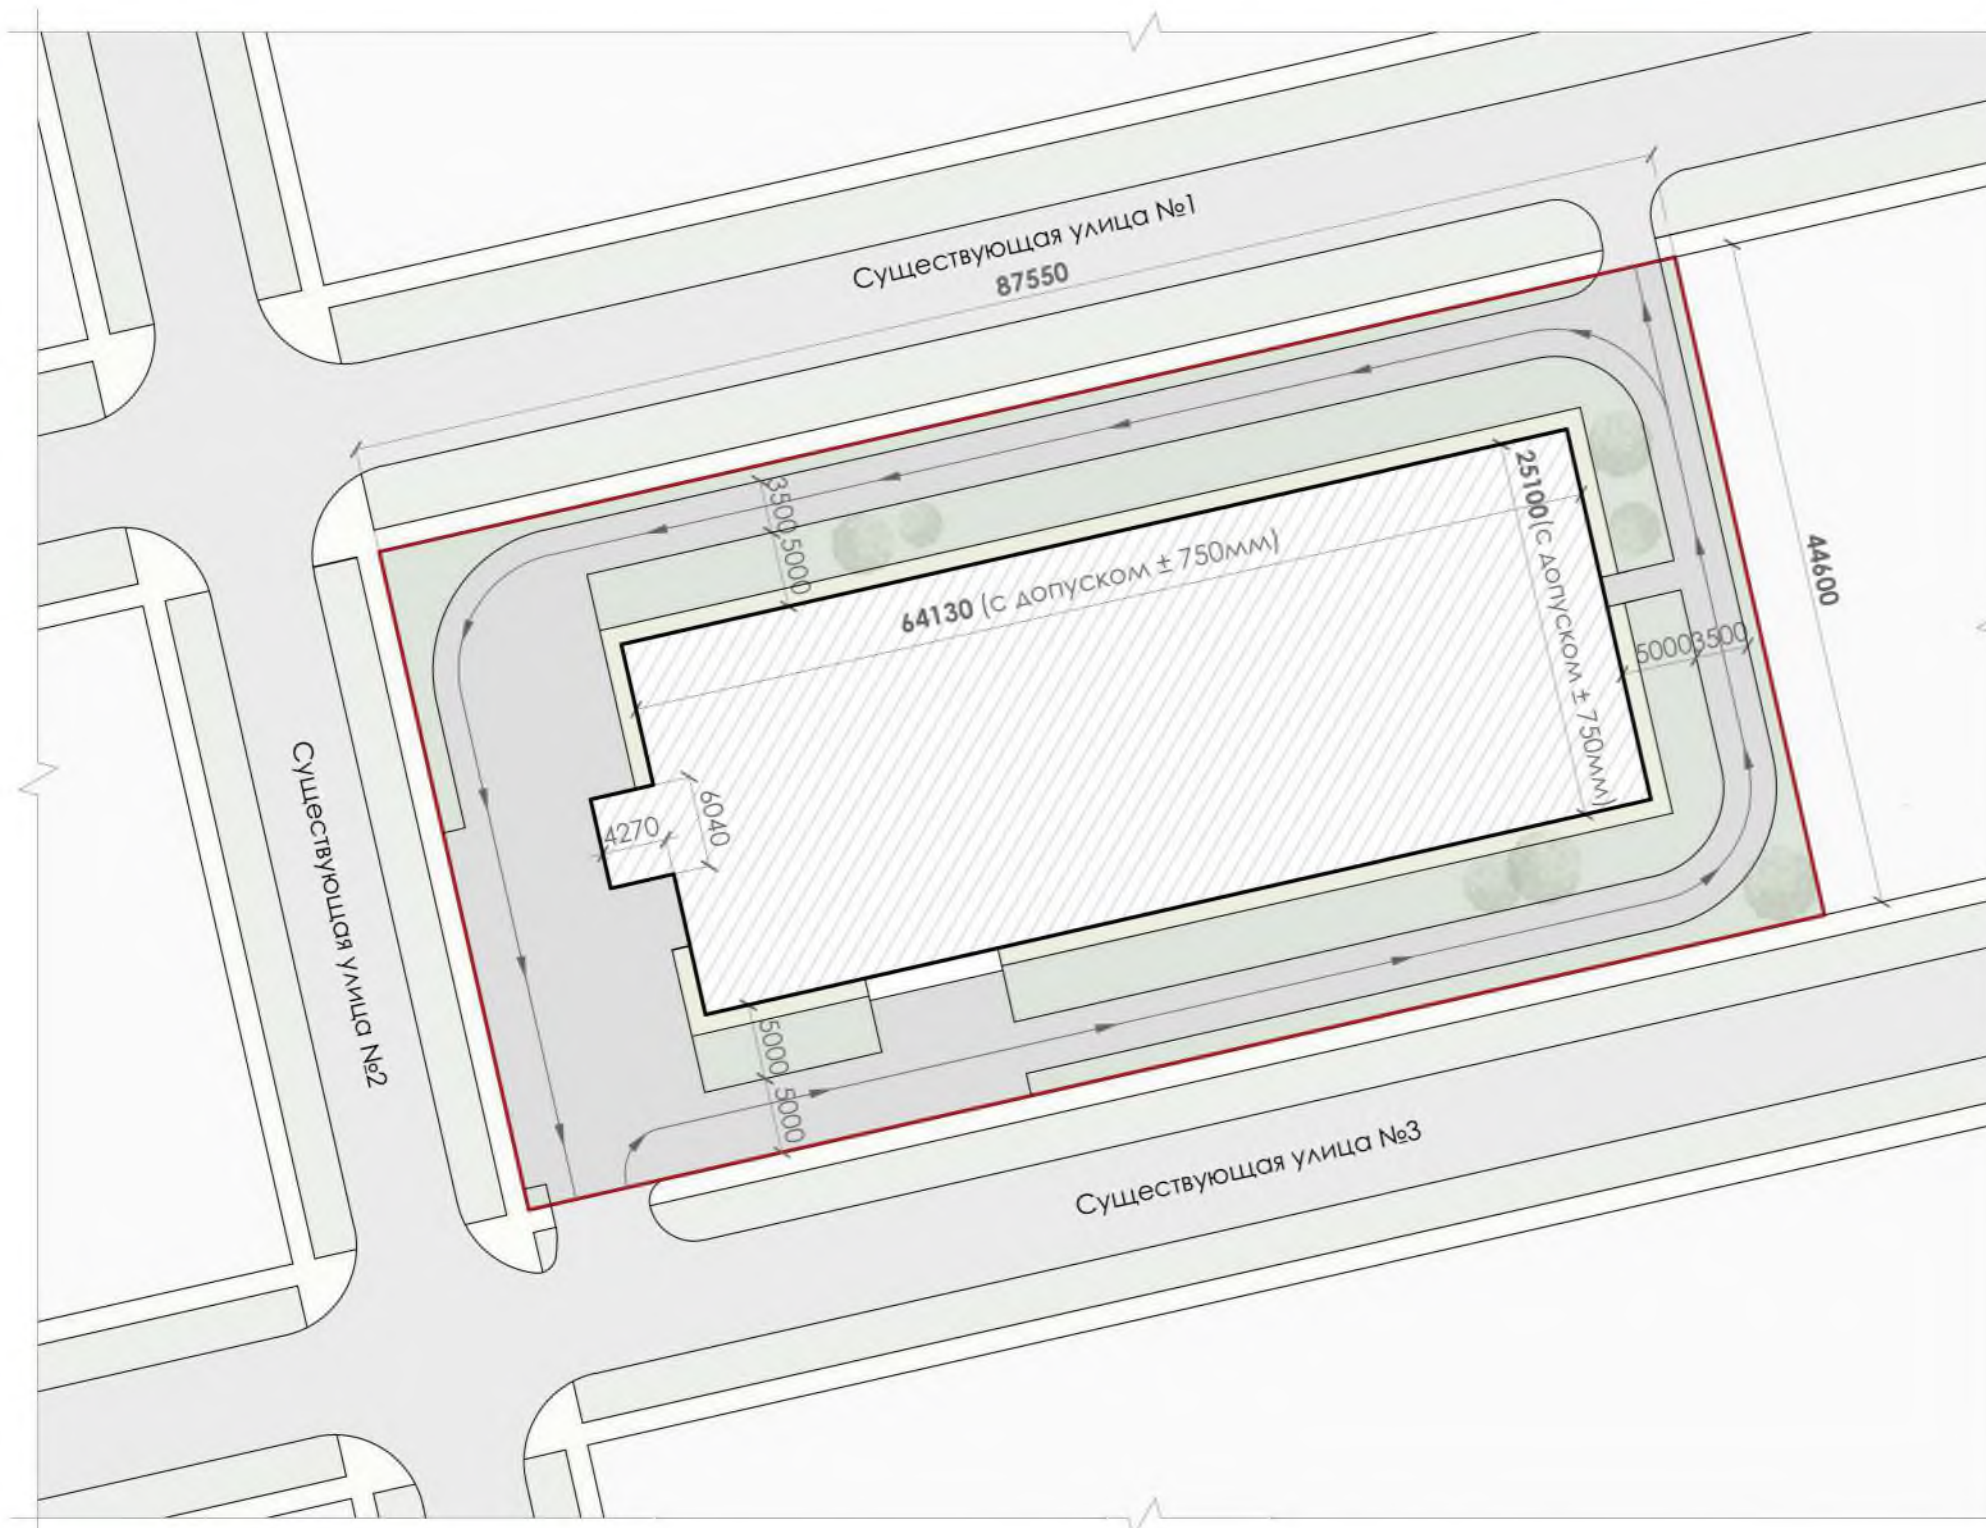 Существующая улица №1
87550
25100(с допуском ± 750мм)
3500
5000
64130 (с допуском ± 750мм)
44600
5000
3500
6040
4270
Существующая улица №2
5000
5000
Существующая улица №3